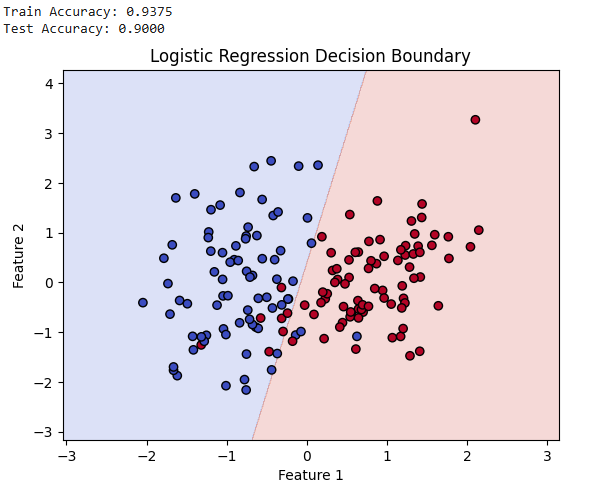 Train Accuracy: 0.9375
Test Accuracy: 0.9000
Logistic Regression Decision Boundary
4
3
2
1
0
−1
−2
−3
Feature 2
−3 −2 −1 0 1 2 3
Feature 1